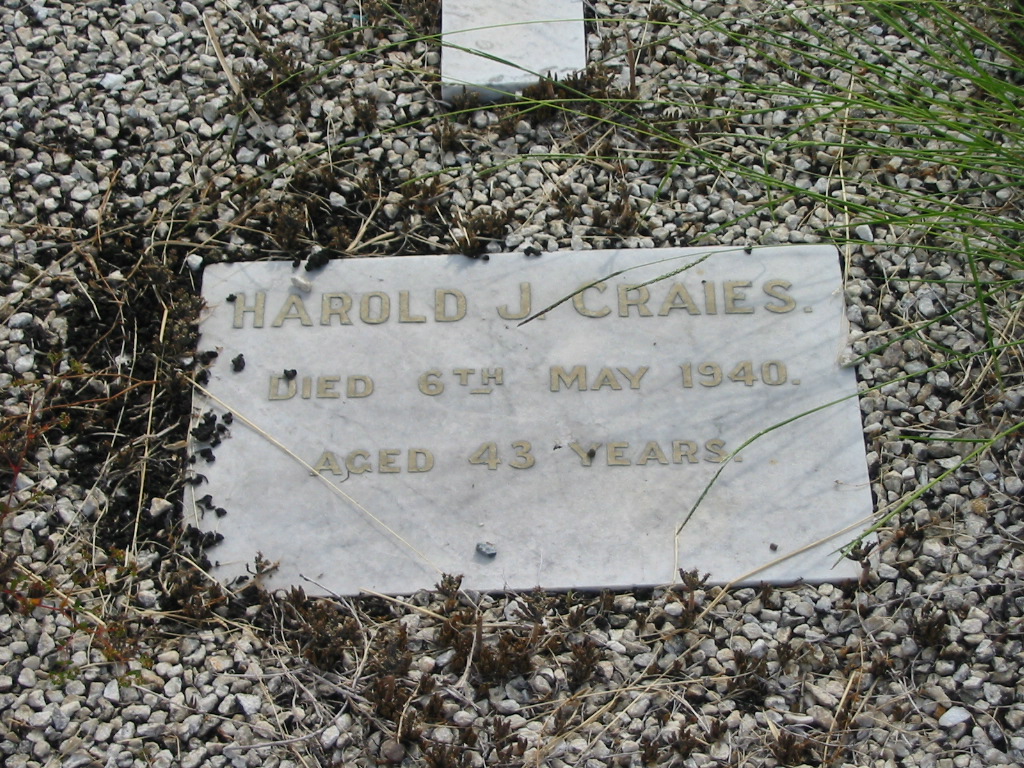 HAROLD J. CRAIES.
DIED 6TH MAY 1940.
AGED 43 YEARS.